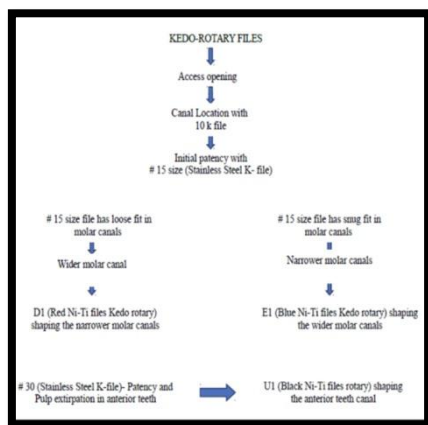 KEDO-ROTARY FILES
Access opening
Canal Location with
10 k file
Initial patency with
# 15 size (Stainless Steel K- file)
# 15 size file has loose fit in
molar canals
Wider molar canal
D1 (Red Ni-Ti files Kedo rotary)
shaping the narrower molar canals
# 15 size file has snug fit in
molar canals
Narrower molar canals
E1 (Blue Ni-Ti files Kedo rotary) shaping
the wider molar canals
# 30 (Stainless Steel K-file)- Patency and
Pulp extirpation in anterior teeth
U1 (Black Ni-Ti files rotary) shaping
the anterior teeth canal